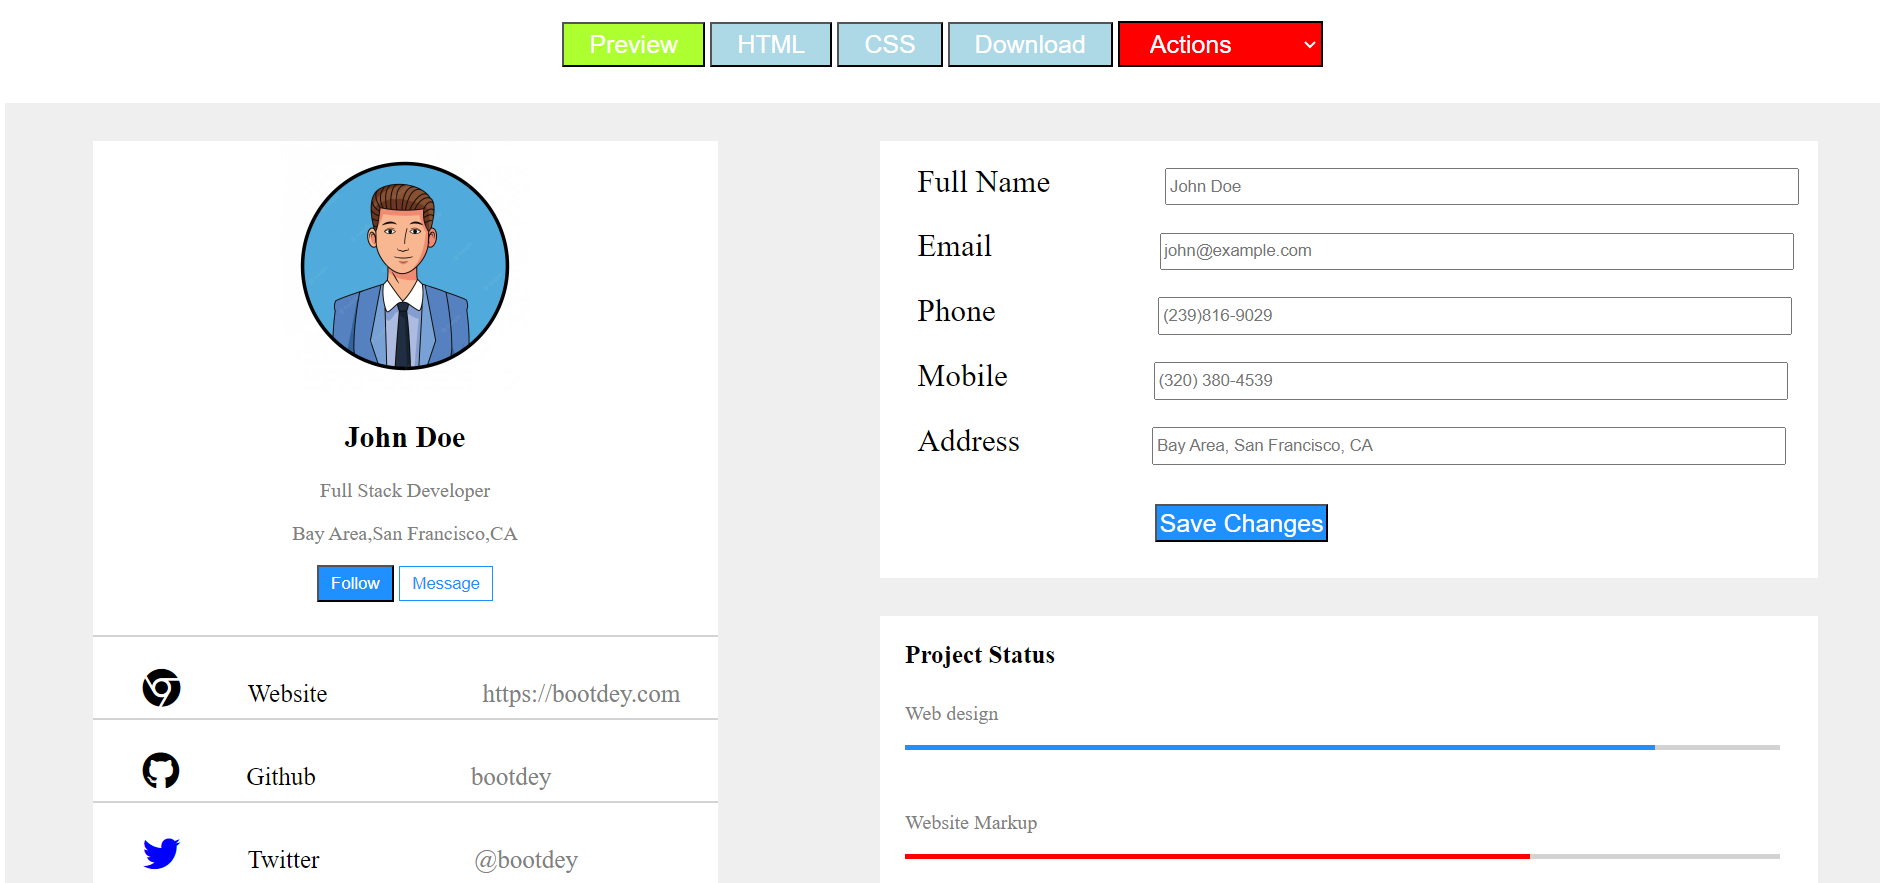 Preview HTML CSS Download Actions
John Doe
Full Stack Developer
Bay Area,San Francisco,CA
Follow Message
Website https://bootdey.com
Github bootdey
Twitter @bootdey
Full Name John Doe
Email john@example.com
Phone (239)816-9029
Mobile (320) 380-4539
Address Bay Area, San Francisco, CA
Save Changes
Project Status
Web design
Website Markup